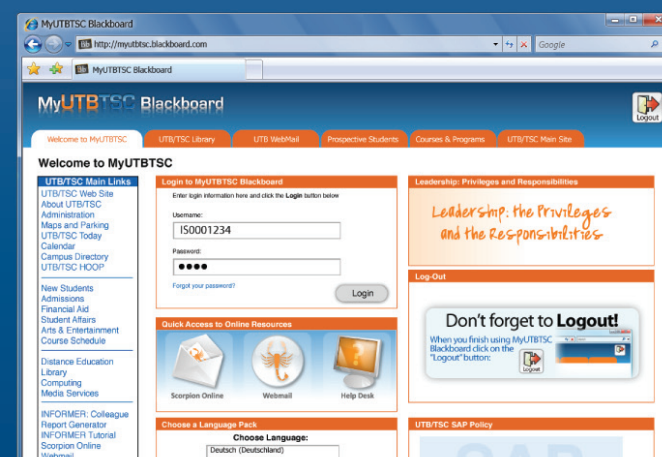 MyUTBTSC Blackboard
http://myutbtsc.blackboard.com
Google
MyUTBTSC Blackboard
MyUTBTSC Blackboard
Logout
Welcome to MyUTBTSC
UTB/TSC Library
UTB WebMail
Prospective Students
Courses & Programs
UTB/TSC Main Site
Welcome to MyUTBTSC
UTB/TSC Main Links
UTB/TSC Web Site
About UTB/TSC
Administration
Maps and Parking
UTB/TSC Today
Calendar
Campus Directory
UTB/TSC HOOP
New Students
Admissions
Financial Aid
Student Affairs
Arts & Entertainment
Course Schedule
Distance Education
Library
Computing
Media Services
INFORMER: Colleague
Report Generator
INFORMER Tutorial
Scorpion Online
Webmail
Login to MyUTBTSC Blackboard
Enter login information here and click the Login button below
Username:
IS0001234
Password:
Forgot your password?
Login
Quick Access to Online Resources
Scorpion Online
Webmail
Help Desk
Choose a Language Pack
Choose Language:
Deutsch (Deutschland)
Leadership: Privileges and Responsibilities
Leadership: the Privileges
and the Responsibilities
Log-Out
Don't forget to Logout!
When you finish using MyUTBTSC
Blackboard click on the
"Logout" button:
Logout
UTB/TSC SAP Policy
SAP